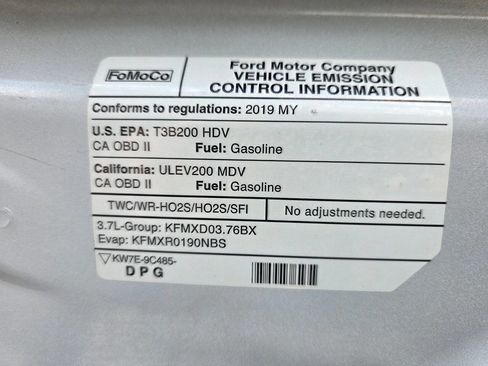 FoMoCo
Ford Motor Company
VEHICLE EMISSION
CONTROL INFORMATION
Conforms to regulations: 2019 MY
U.S. EPA: T3B200 HDV
CA OBD II Fuel: Gasoline
California: ULEV200 MDV
CA OBD II Fuel: Gasoline
TWC/WR-HO2S/HO2S/SFI No adjustments needed.
3.7L-Group: KFMXD03.76BX
Evap: KFMXR0190NBS
KW7E-9C485-
DPG